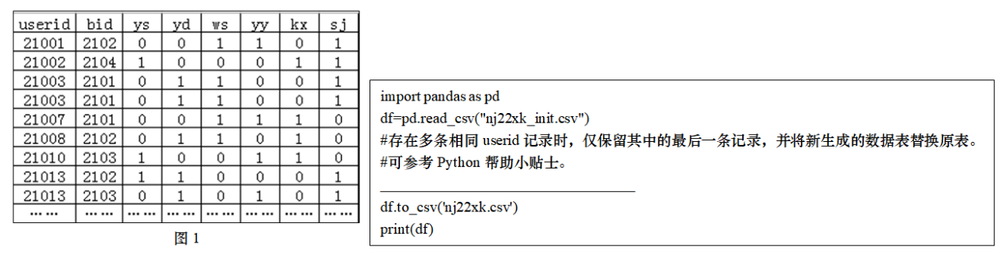 userid bid ys yd ws yy kx sj
21001 2102 0 0 1 1 0 1
21002 2104 1 0 0 0 1 1
21003 2101 0 1 1 0 0 1
21003 2101 0 1 1 0 0 1
21007 2101 0 0 1 1 1 0
21008 2102 0 1 1 0 1 0
21010 2103 1 0 0 1 1 0
21013 2102 1 1 0 0 0 1
21013 2103 0 1 0 1 0 1
…… …… …… …… …… …… …… ……
图 1
import pandas as pd
df=pd.read_csv("nj22xk_init.csv")
#存在多条相同 userid 记录时，仅保留其中的最后一条记录，并将新生成的数据表替换原表。
#可参考 Python 帮助小贴士。
df.to_csv('nj22xk.csv')
print(df)